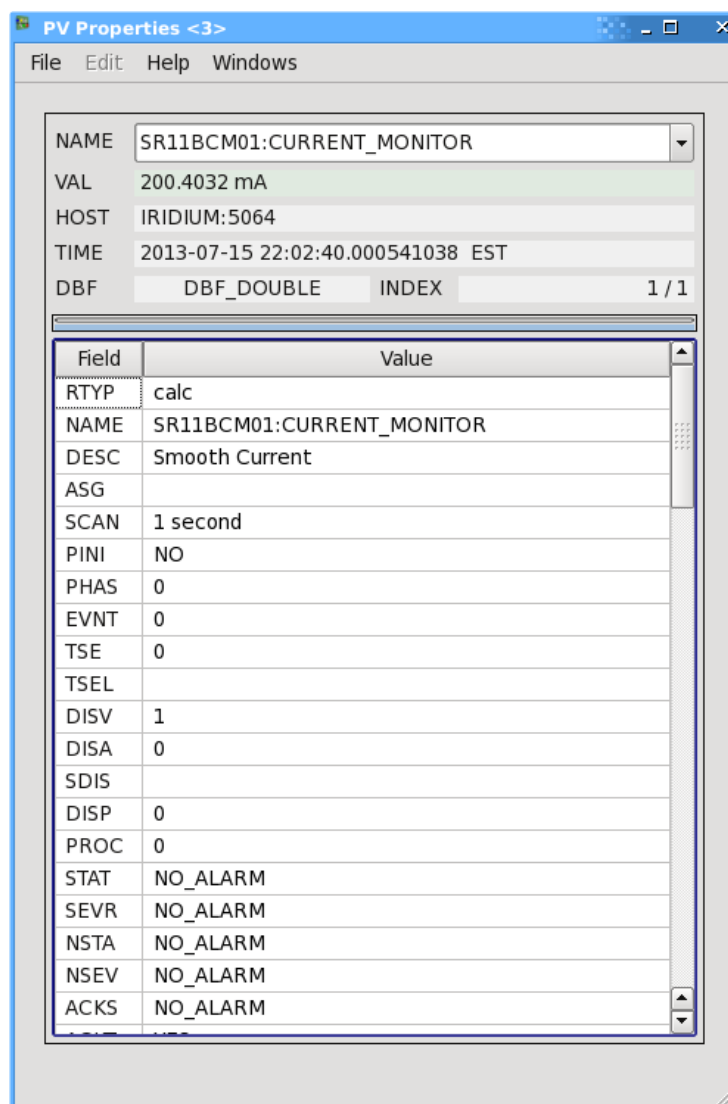 PV Properties <3>
File Edit Help Windows
NAME SR11BCM01:CURRENT_MONITOR
VAL 200.4032 mA
HOST IRIDIUM:5064
TIME 2013-07-15 22:02:40.000541038 EST
DBF DBF_DOUBLE INDEX 1 / 1
Field Value
RTYP calc
NAME SR11BCM01:CURRENT_MONITOR
DESC Smooth Current
ASG
SCAN 1 second
PINI NO
PHAS 0
EVNT 0
TSE 0
TSEL
DISV 1
DISA 0
SDIS
DISP 0
PROC 0
STAT NO_ALARM
SEVR NO_ALARM
NSTA NO_ALARM
NSEV NO_ALARM
ACKS NO_ALARM